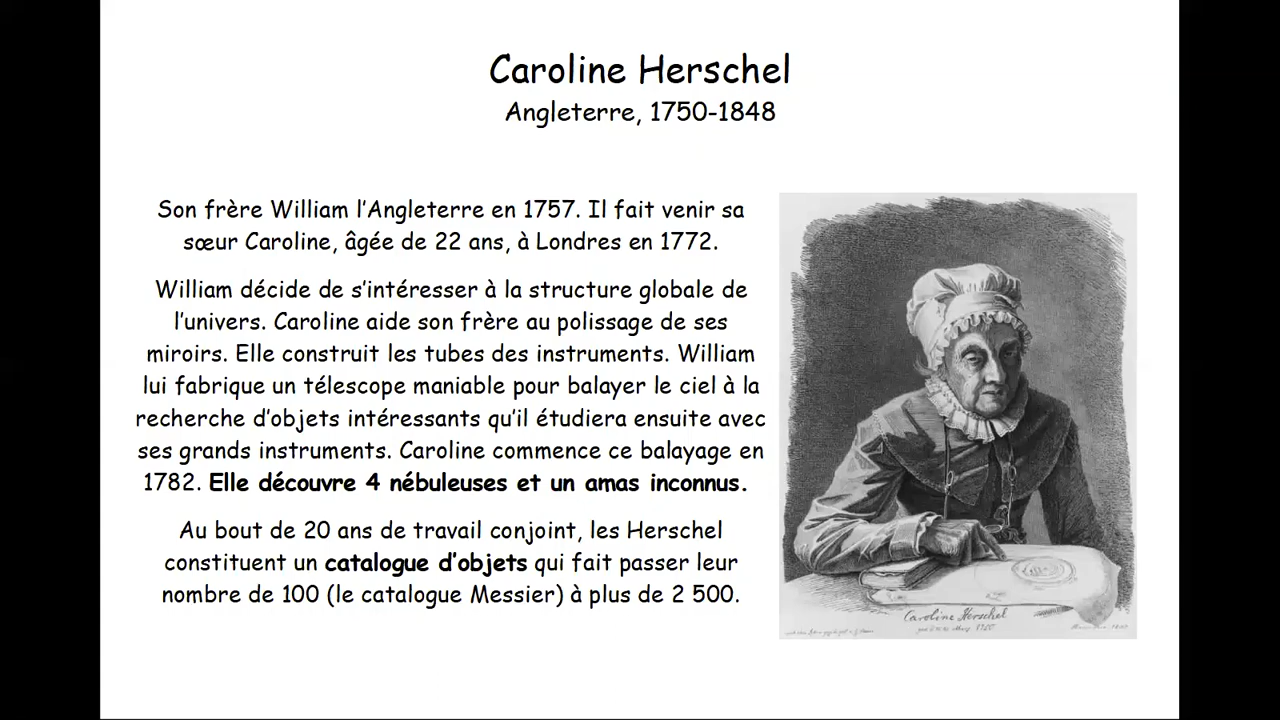 Caroline Herschel
Angleterre, 1750-1848
Son frère William l'Angleterre en 1757. Il fait venir sa
sœur Caroline, âgée de 22 ans, à Londres en 1772.
William décide de s'intéresser à la structure globale de
l'univers. Caroline aide son frère au polissage de ses
miroirs. Elle construit les tubes des instruments. William
lui fabrique un télescope maniable pour balayer le ciel à la
recherche d'objets intéressants qu'il étudiera ensuite avec
ses grands instruments. Caroline commence ce balayage en
1782. Elle découvre 4 nébuleuses et un amas inconnus.
Au bout de 20 ans de travail conjoint, les Herschel
constituent un catalogue d'objets qui fait passer leur
nombre de 100 (le catalogue Messier) à plus de 2 500.
Caroline Herschel